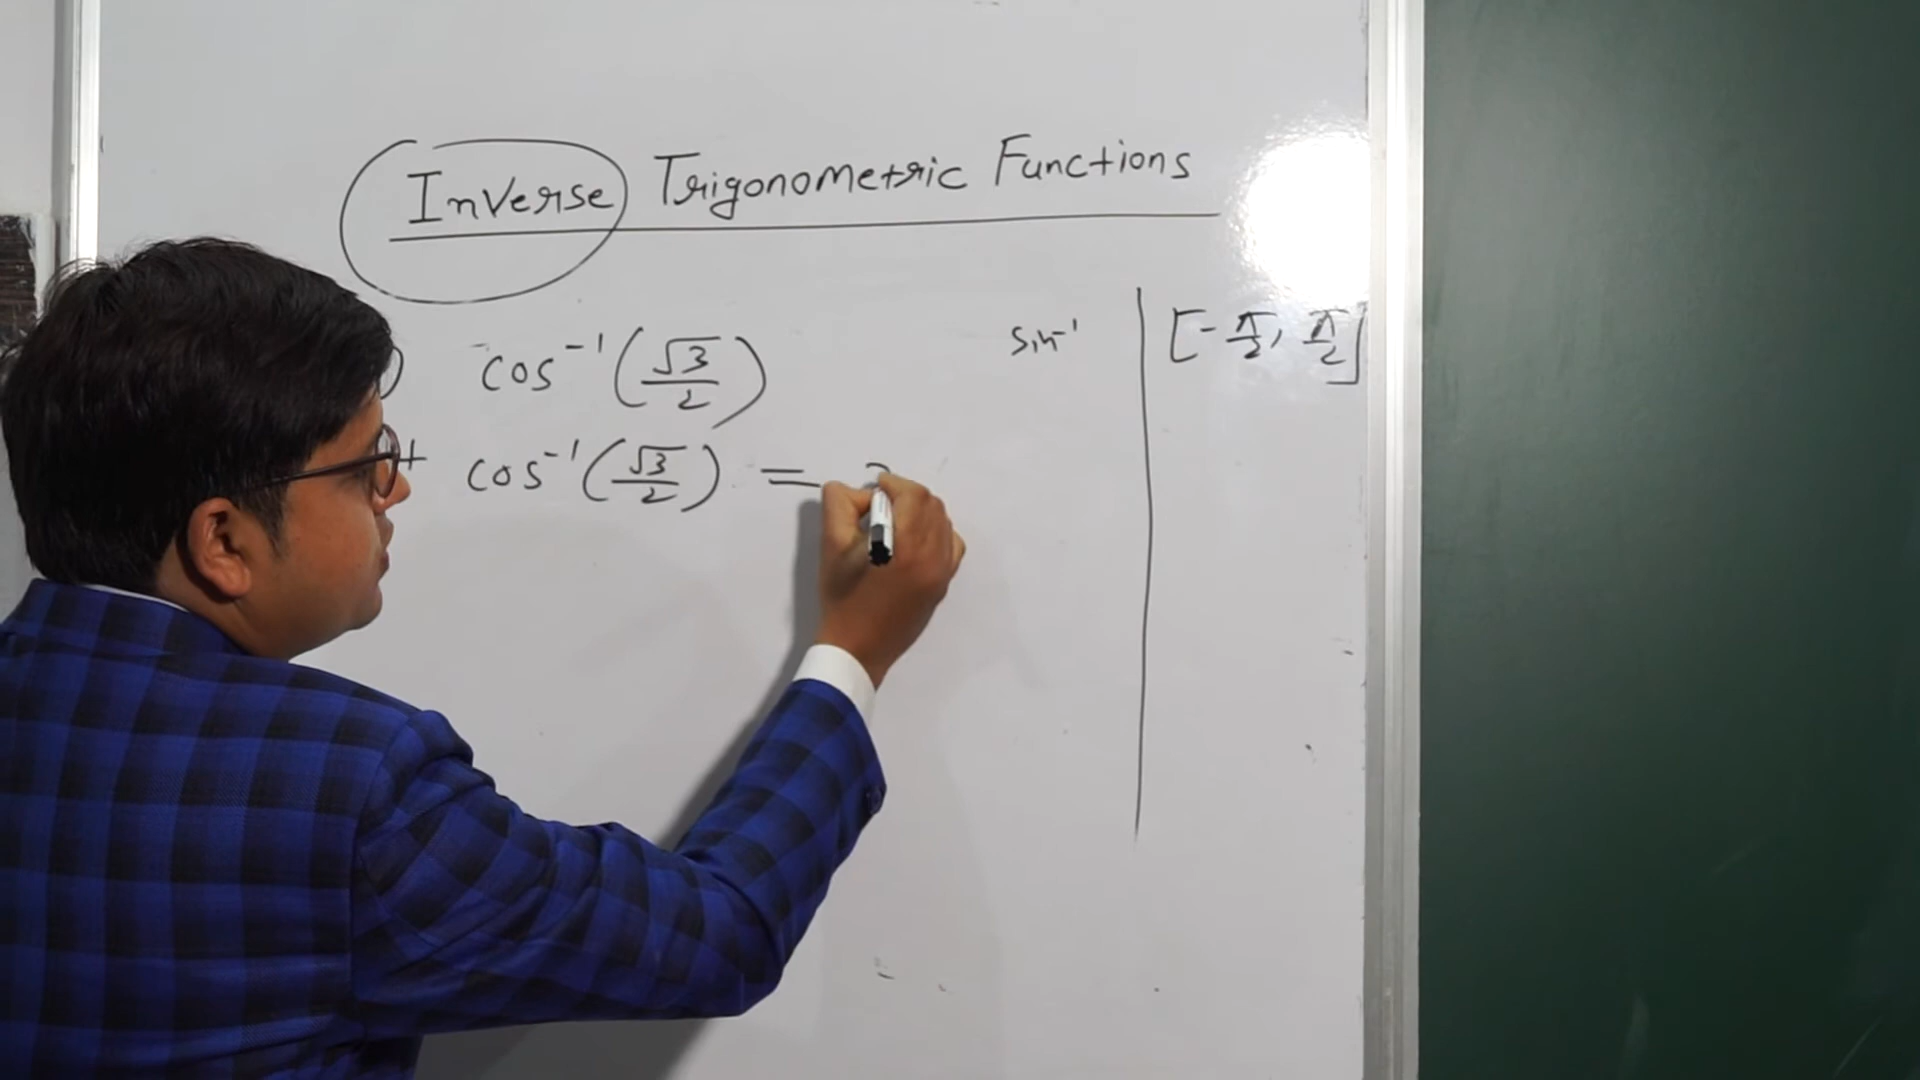 Inverse Trigonometric Functions
) cos⁻¹(√3/2)
t cos⁻¹(√3/2) =
sin⁻¹ | [-π/2, π/2]